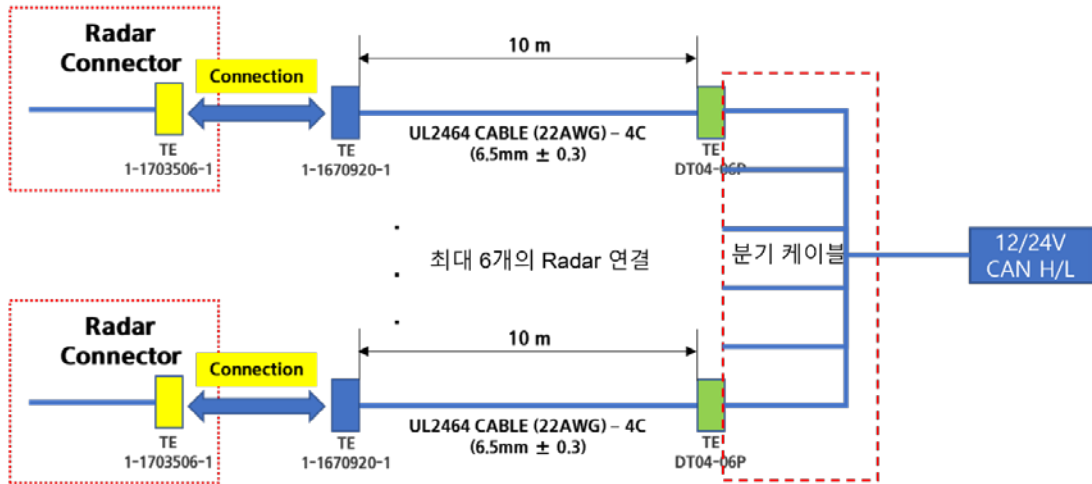 Radar
Connector
Connection
10 m
TE
1-1703506-1
TE
1-1670920-1
UL2464 CABLE (22AWG) – 4C
(6.5mm ± 0.3)
TE
DT04-06P
최대 6개의 Radar 연결
분기 케이블
12/24V
CAN H/L
Radar
Connector
Connection
10 m
TE
1-1703506-1
TE
1-1670920-1
UL2464 CABLE (22AWG) – 4C
(6.5mm ± 0.3)
TE
DT04-06P